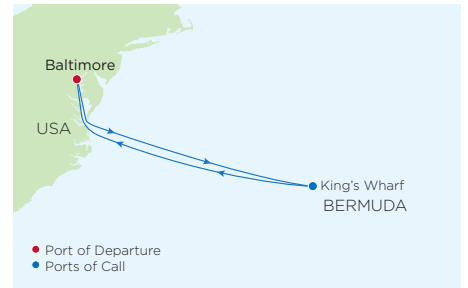 Baltimore
USA
King's Wharf
BERMUDA
Port of Departure
Ports of Call